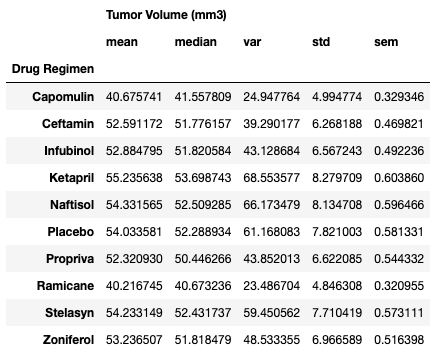 Tumor Volume (mm3)
mean median var std sem
Drug Regimen
Capomulin 40.675741 41.557809 24.947764 4.994774 0.329346
Ceftamin 52.591172 51.776157 39.290177 6.268188 0.469821
Infubinol 52.884795 51.820584 43.128684 6.567243 0.492236
Ketapril 55.235638 53.698743 68.553577 8.279709 0.603860
Naftisol 54.331565 52.509285 66.173479 8.134708 0.596466
Placebo 54.033581 52.288934 61.168083 7.821003 0.581331
Propriva 52.320930 50.446266 43.852013 6.622085 0.544332
Ramicane 40.216745 40.673236 23.486704 4.846308 0.320955
Stelasyn 54.233149 52.431737 59.450562 7.710419 0.573111
Zoniferol 53.236507 51.818479 48.533355 6.966589 0.516398